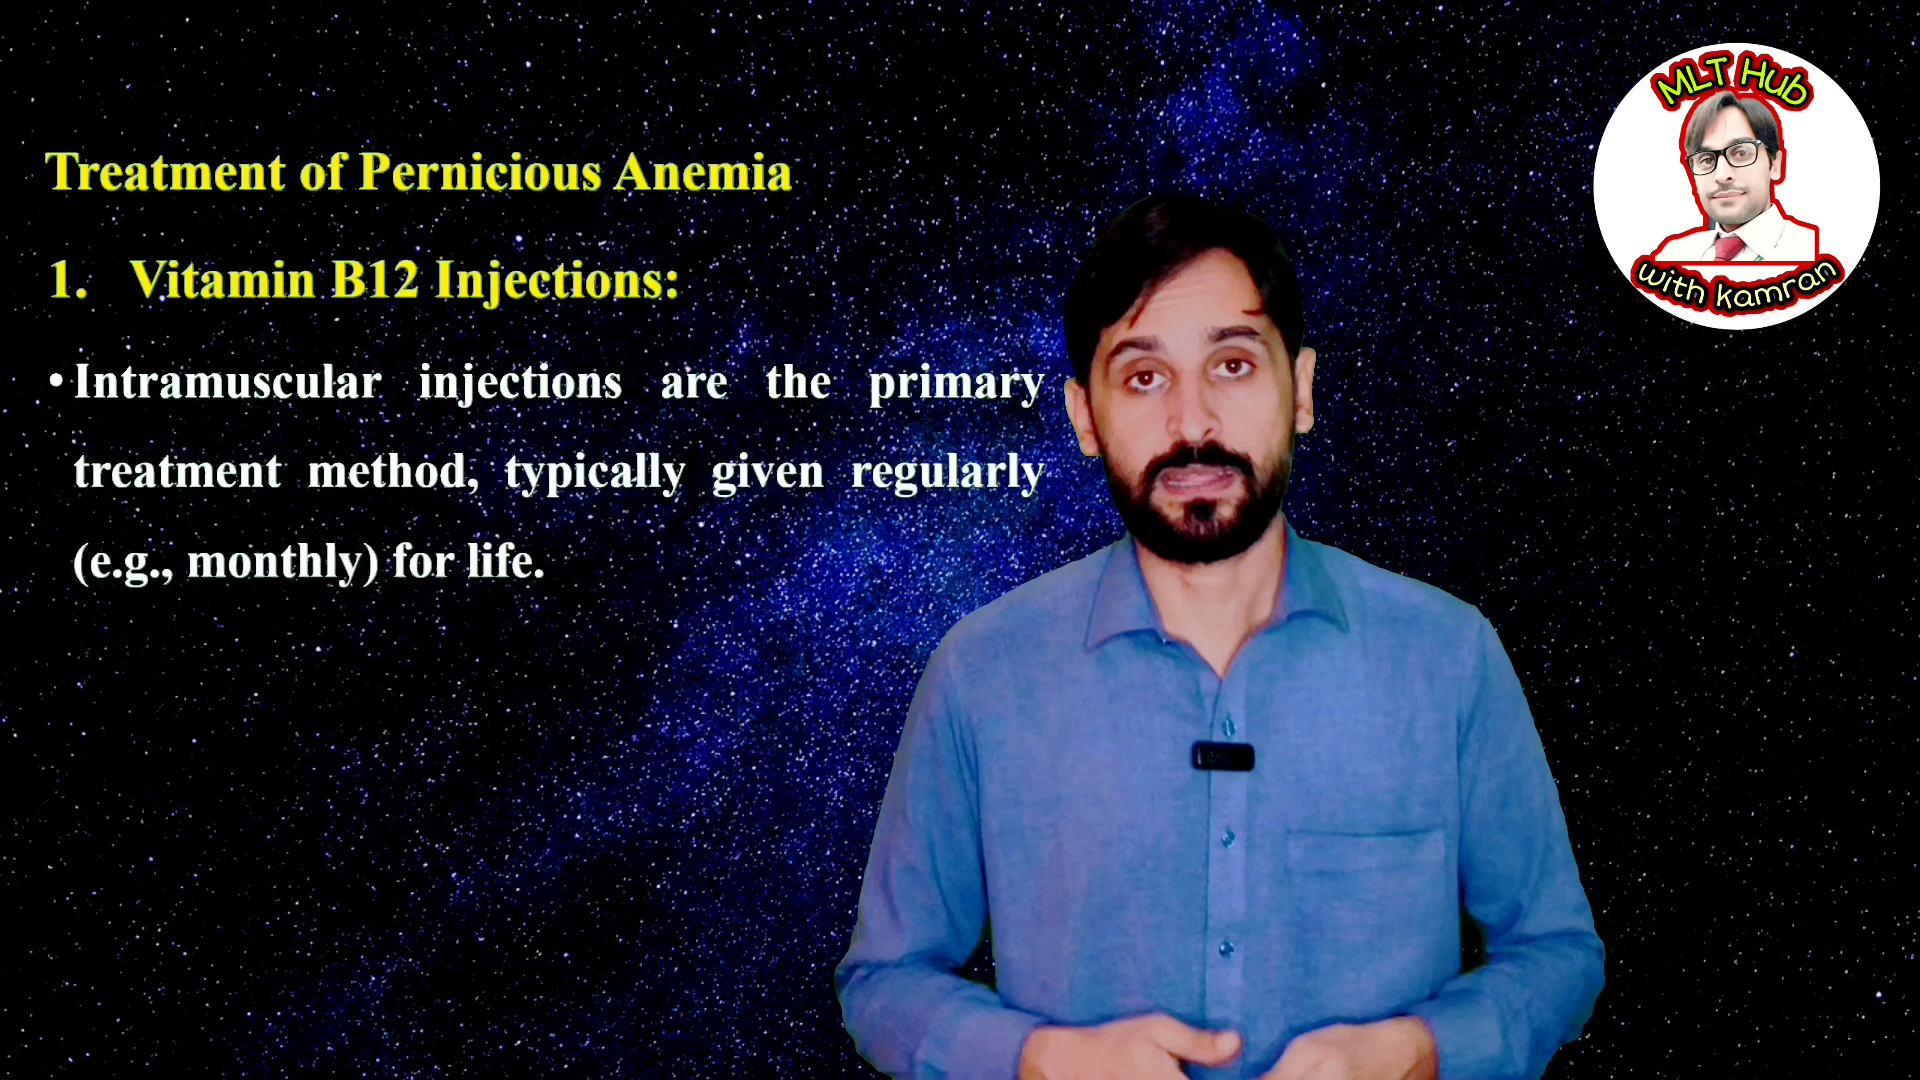 MLT Hub
with kamran
Treatment of Pernicious Anemia
1. Vitamin B12 Injections:
• Intramuscular injections are the primary
treatment method, typically given regularly
(e.g., monthly) for life.